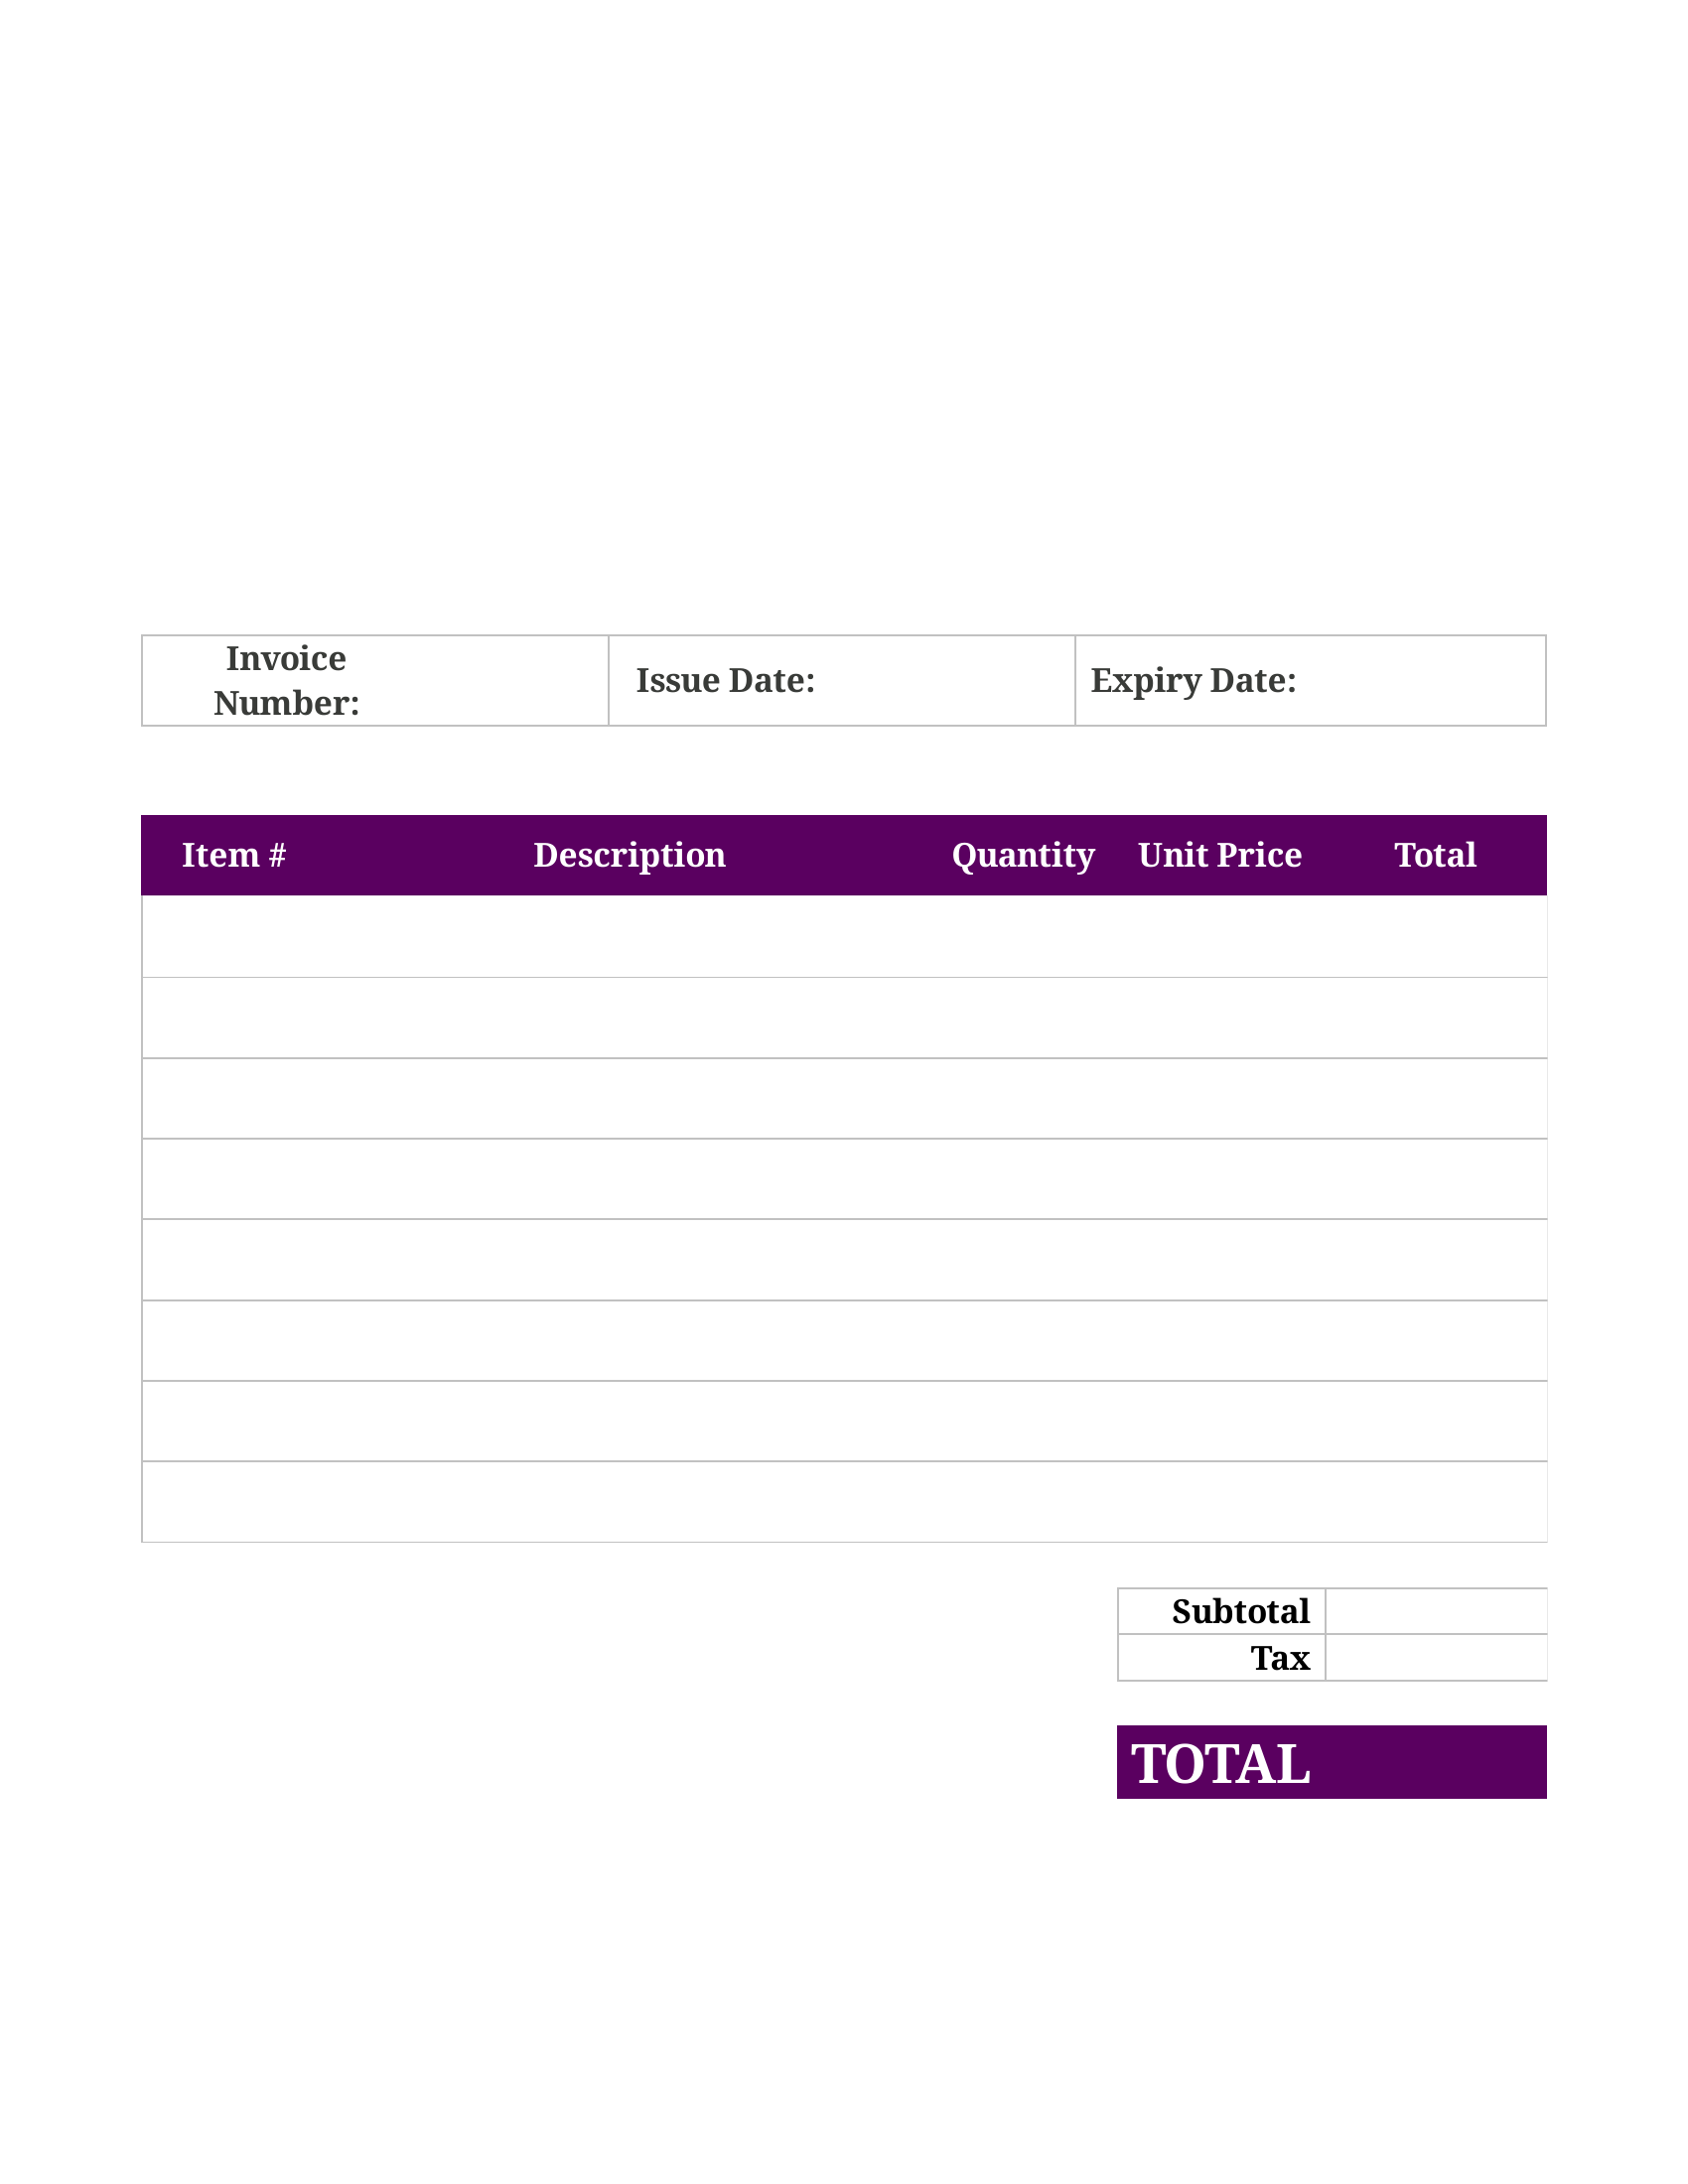 Invoice
Number:
Issue Date:
Expiry Date:
Item # Description Quantity Unit Price Total
Subtotal
Tax
TOTAL